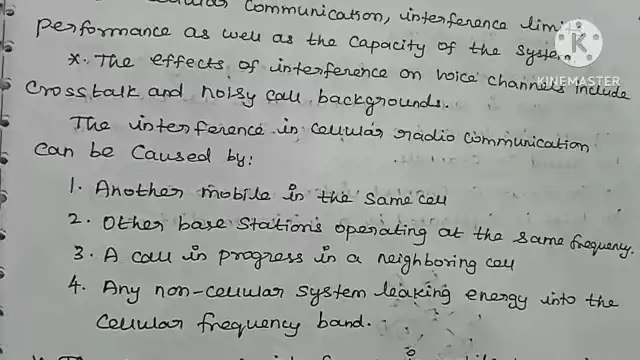 Communication, interference limits
performance as well as the capacity of the system
*. The effects of interference on voice channels include
crosstalk and noisy call backgrounds.
The interference in cellular radio communication
can be caused by:
1. Another mobile in the same cell
2. Other base stations operating at the same frequency.
3. A call in progress in a neighboring cell
4. Any non-cellular system leaking energy into the
cellular frequency band.
KINEMASTER